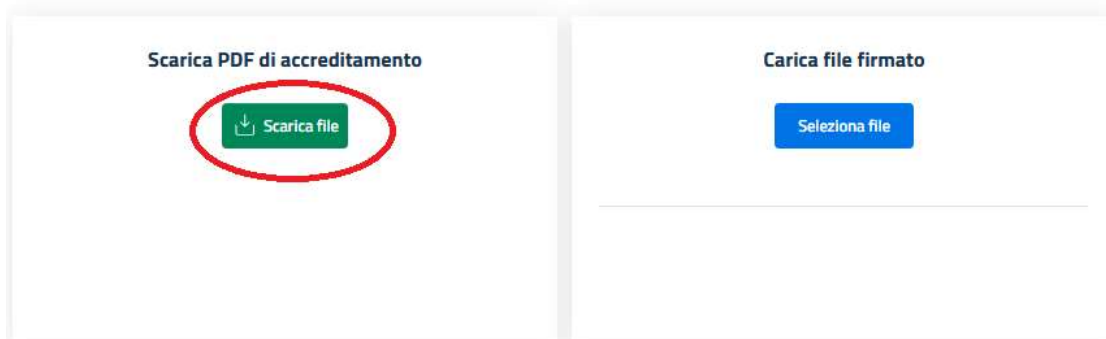 Scarica PDF di accreditamento
Scarica file
Carica file firmato
Seleziona file